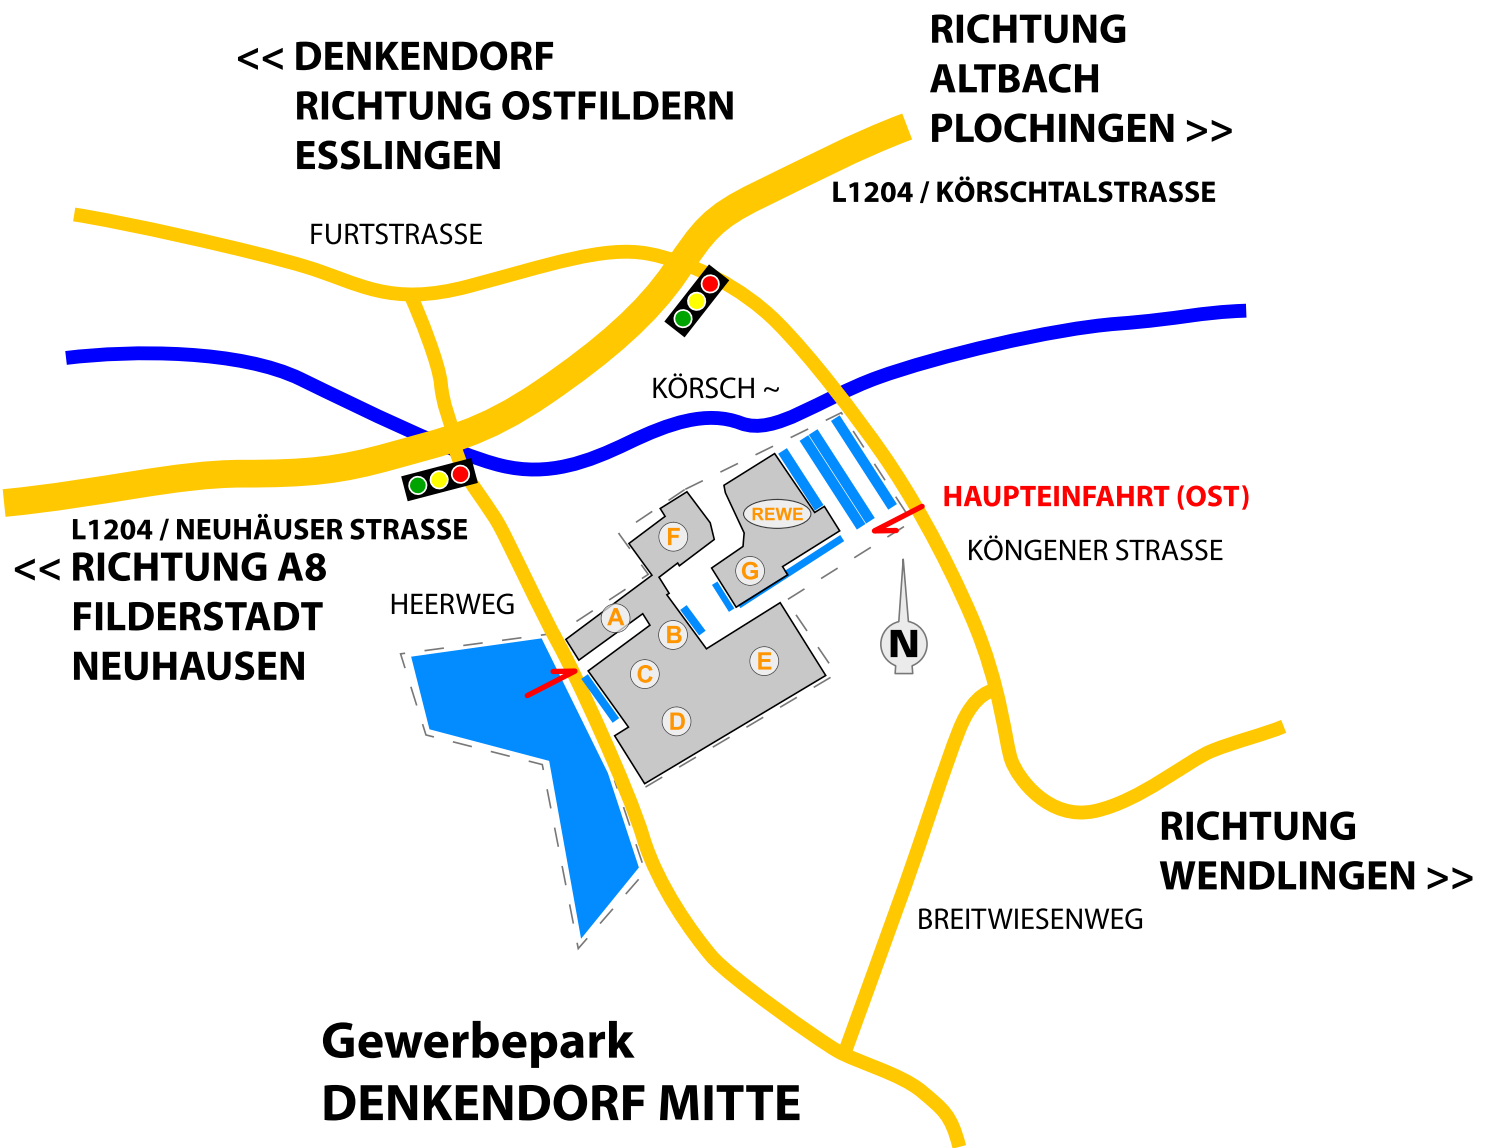 << DENKENDORF
RICHTUNG OSTFILDERN
ESSLINGEN
RICHTUNG
ALTBACH
PLOCHINGEN >>
L1204 / KÖRSCHTALSTRASSE
FURTSTRASSE
KÖRSCH ~
HAUPTEINFAHRT (OST)
KÖNGENER STRASSE
L1204 / NEUHÄUSER STRASSE
<< RICHTUNG A8
FILDERSTADT
NEUHAUSEN
HEERWEG
REWE
F
G
A
B
C
E
D
N
RICHTUNG
WENDLINGEN >>
BREITWIESENWEG
Gewerbepark
DENKENDORF MITTE